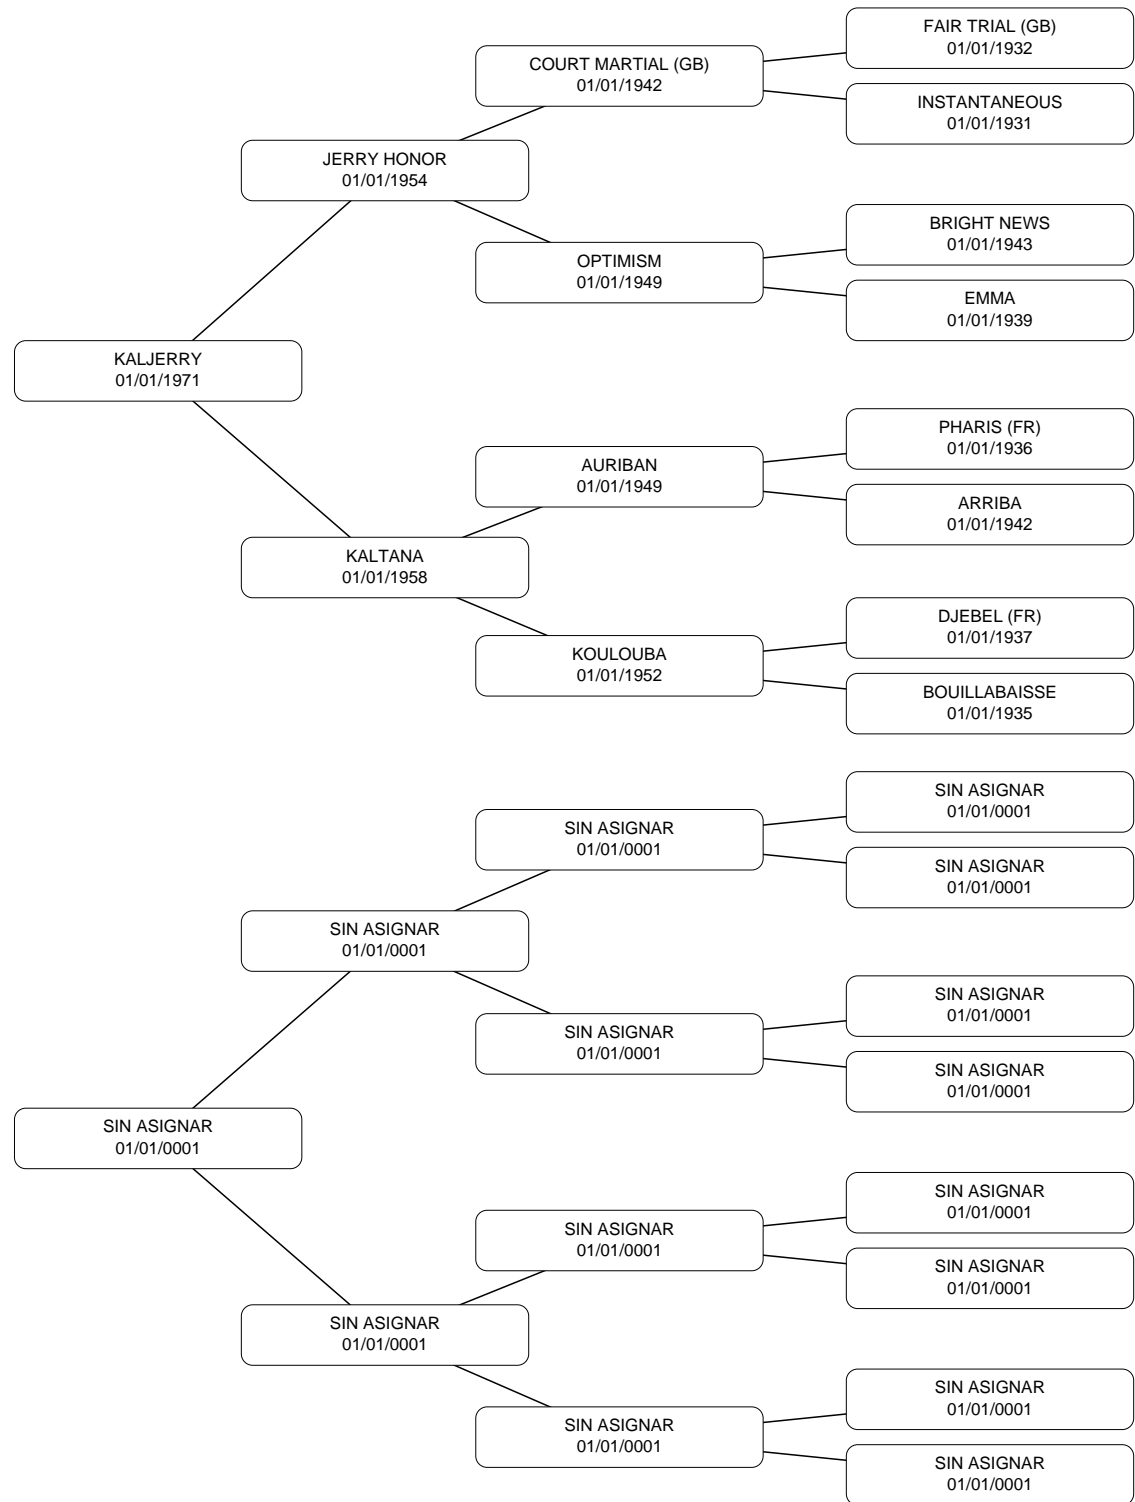 FAIR TRIAL (GB)
01/01/1932
COURT MARTIAL (GB)
01/01/1942
INSTANTANEOUS
01/01/1931
JERRY HONOR
01/01/1954
BRIGHT NEWS
01/01/1943
OPTIMISM
01/01/1949
EMMA
01/01/1939
KALJERRY
01/01/1971
PHARIS (FR)
01/01/1936
AURIBAN
01/01/1949
ARRIBA
01/01/1942
KALTANA
01/01/1958
DJEBEL (FR)
01/01/1937
KOULOUBA
01/01/1952
BOUILLABAISSE
01/01/1935
SIN ASIGNAR
01/01/0001
SIN ASIGNAR
01/01/0001
SIN ASIGNAR
01/01/0001
SIN ASIGNAR
01/01/0001
SIN ASIGNAR
01/01/0001
SIN ASIGNAR
01/01/0001
SIN ASIGNAR
01/01/0001
SIN ASIGNAR
01/01/0001
SIN ASIGNAR
01/01/0001
SIN ASIGNAR
01/01/0001
SIN ASIGNAR
01/01/0001
SIN ASIGNAR
01/01/0001
SIN ASIGNAR
01/01/0001
SIN ASIGNAR
01/01/0001
SIN ASIGNAR
01/01/0001